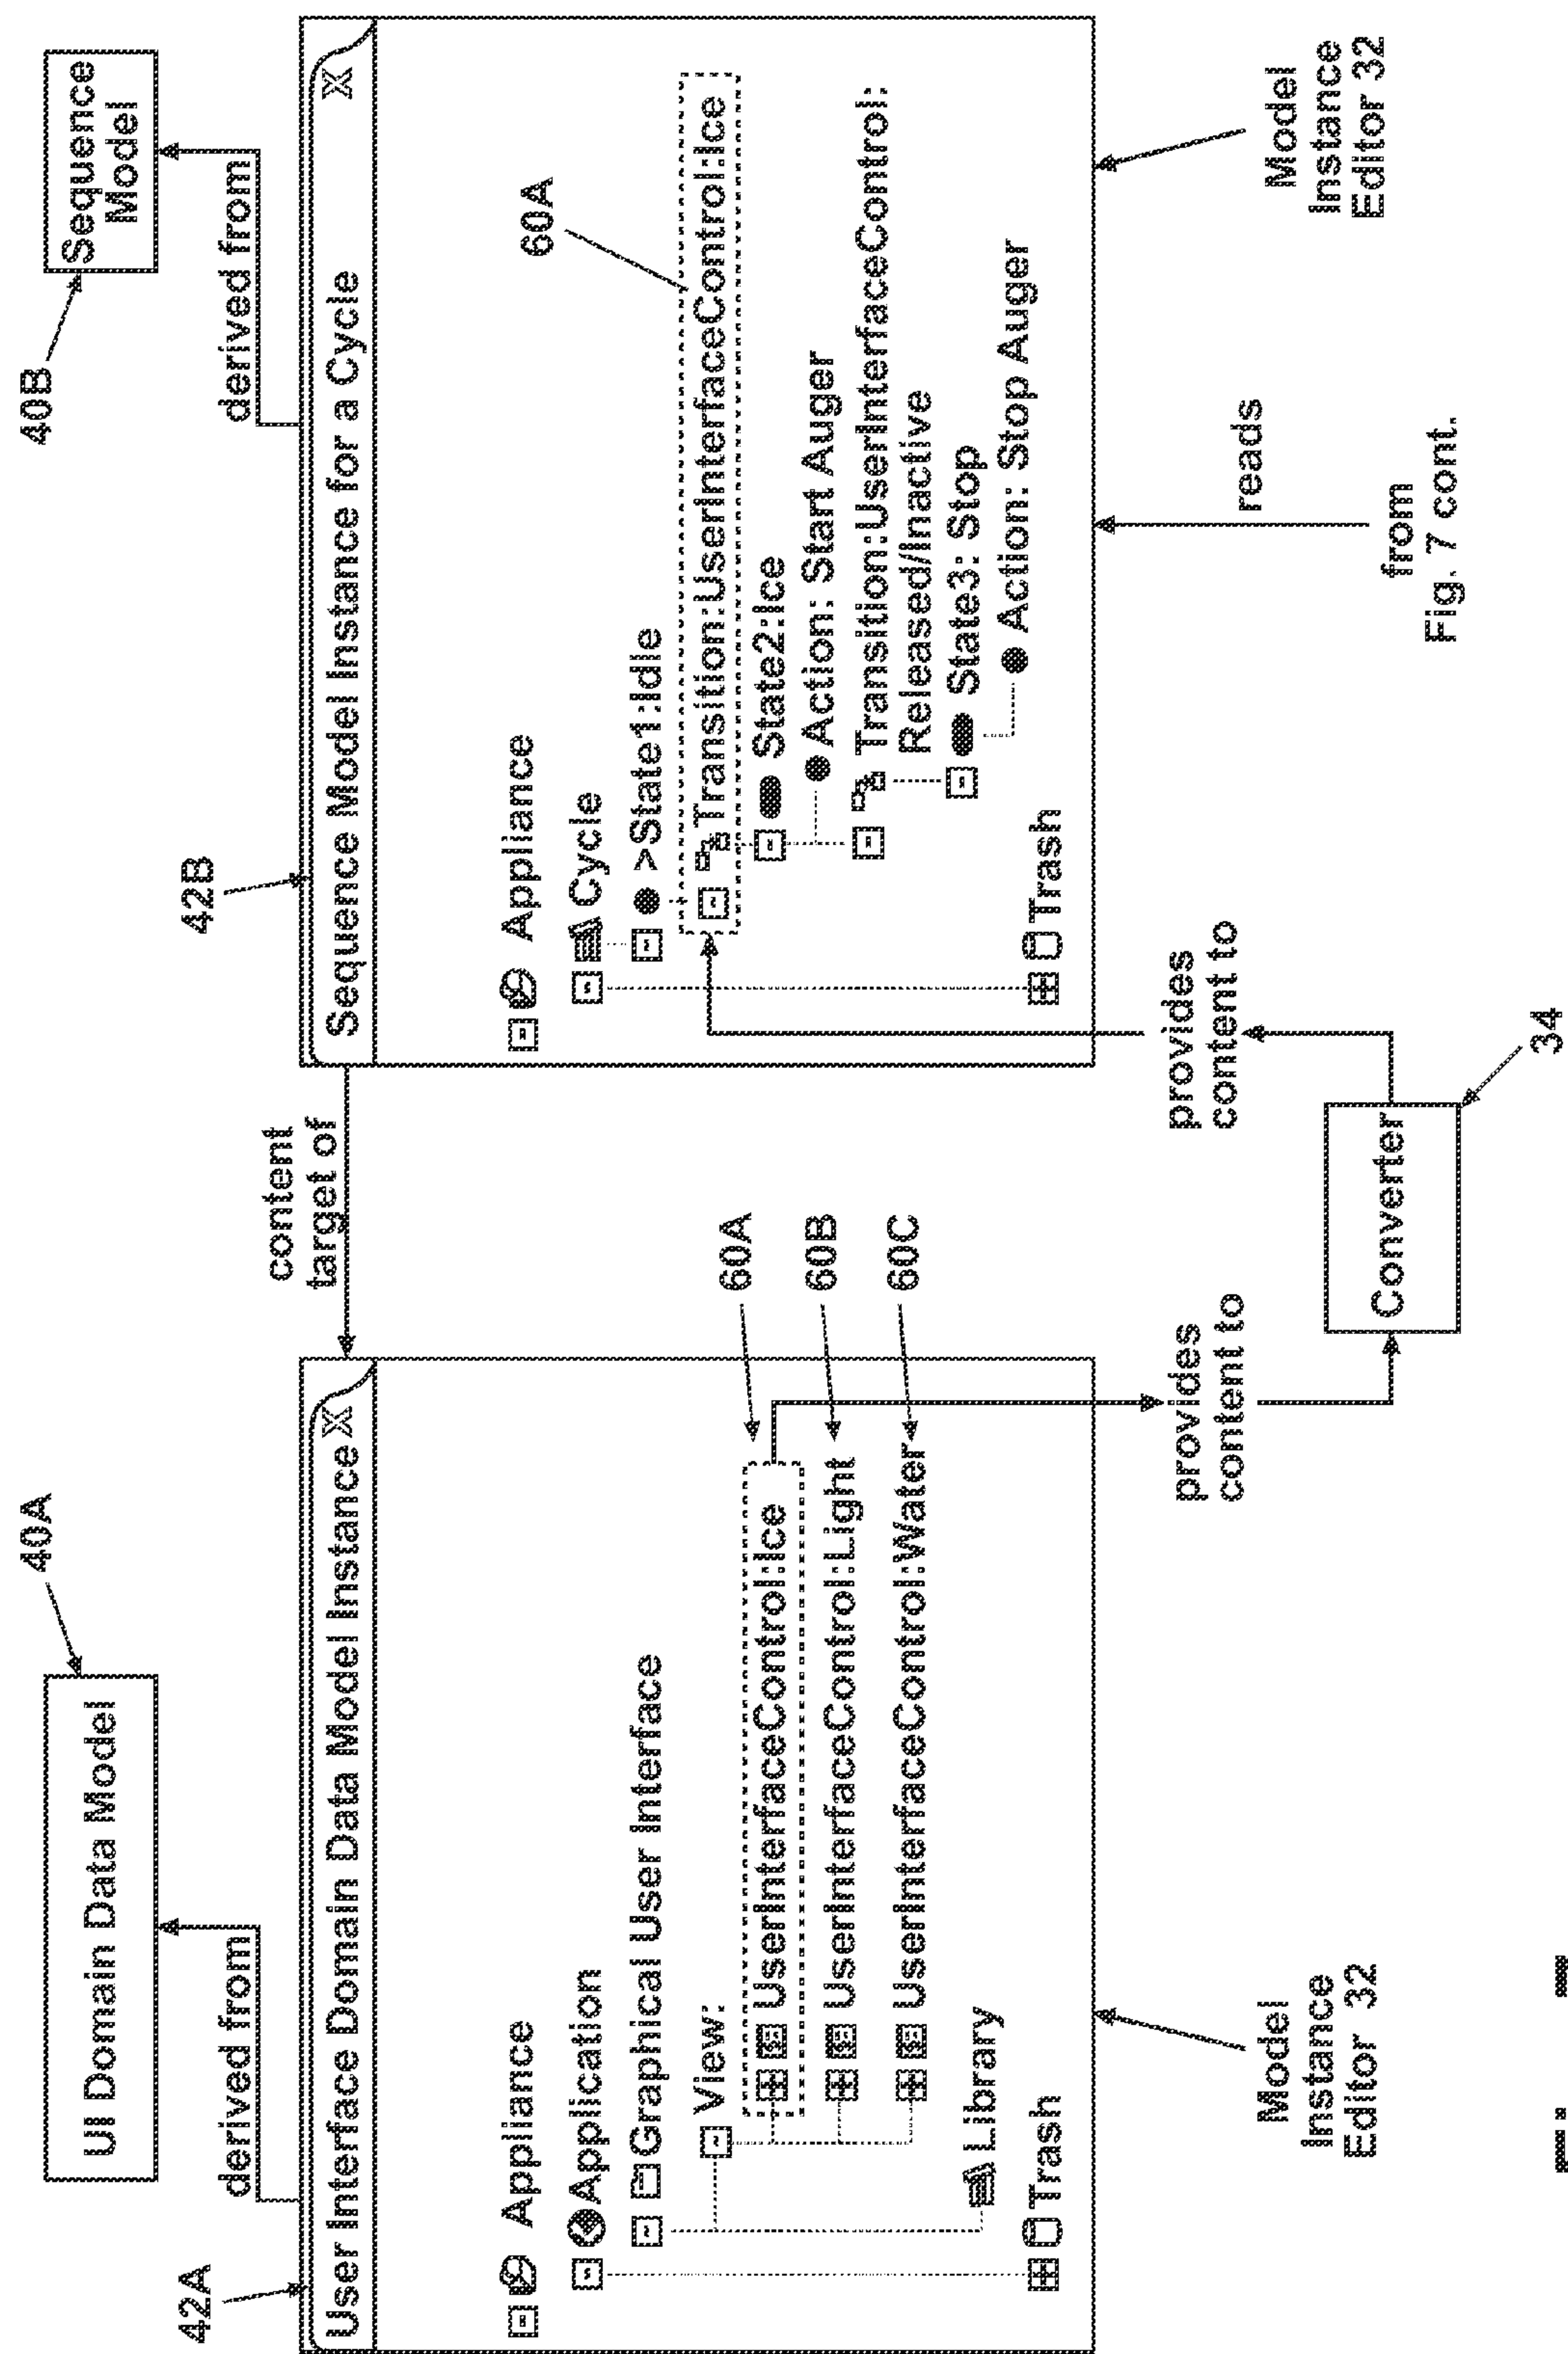 40A
UI Domain Data Model
derived from
42A
User Interface Domain Data Model Instance X
Appliance
Application
Graphical User Interface
View:
UserInterfaceControl:Ice
UserInterfaceControl:Light
UserInterfaceControl:Water
Library
Trash
60A
60B
60C
Model
Instance
Editor 32
provides
content to
Converter
34
provides
content to
content
target of
40B
Sequence
Model
derived from
42B
Sequence Model Instance for a Cycle
X
Appliance
Cycle
>State1:Idle
Transition:UserInterfaceControl:Ice
State2:Ice
Action: Start Auger
Transition:UserInterfaceControl:
Released/Inactive
State3: Stop
Action: Stop Auger
Trash
60A
reads
from
Fig. 7 cont.
Model
Instance
Editor 32